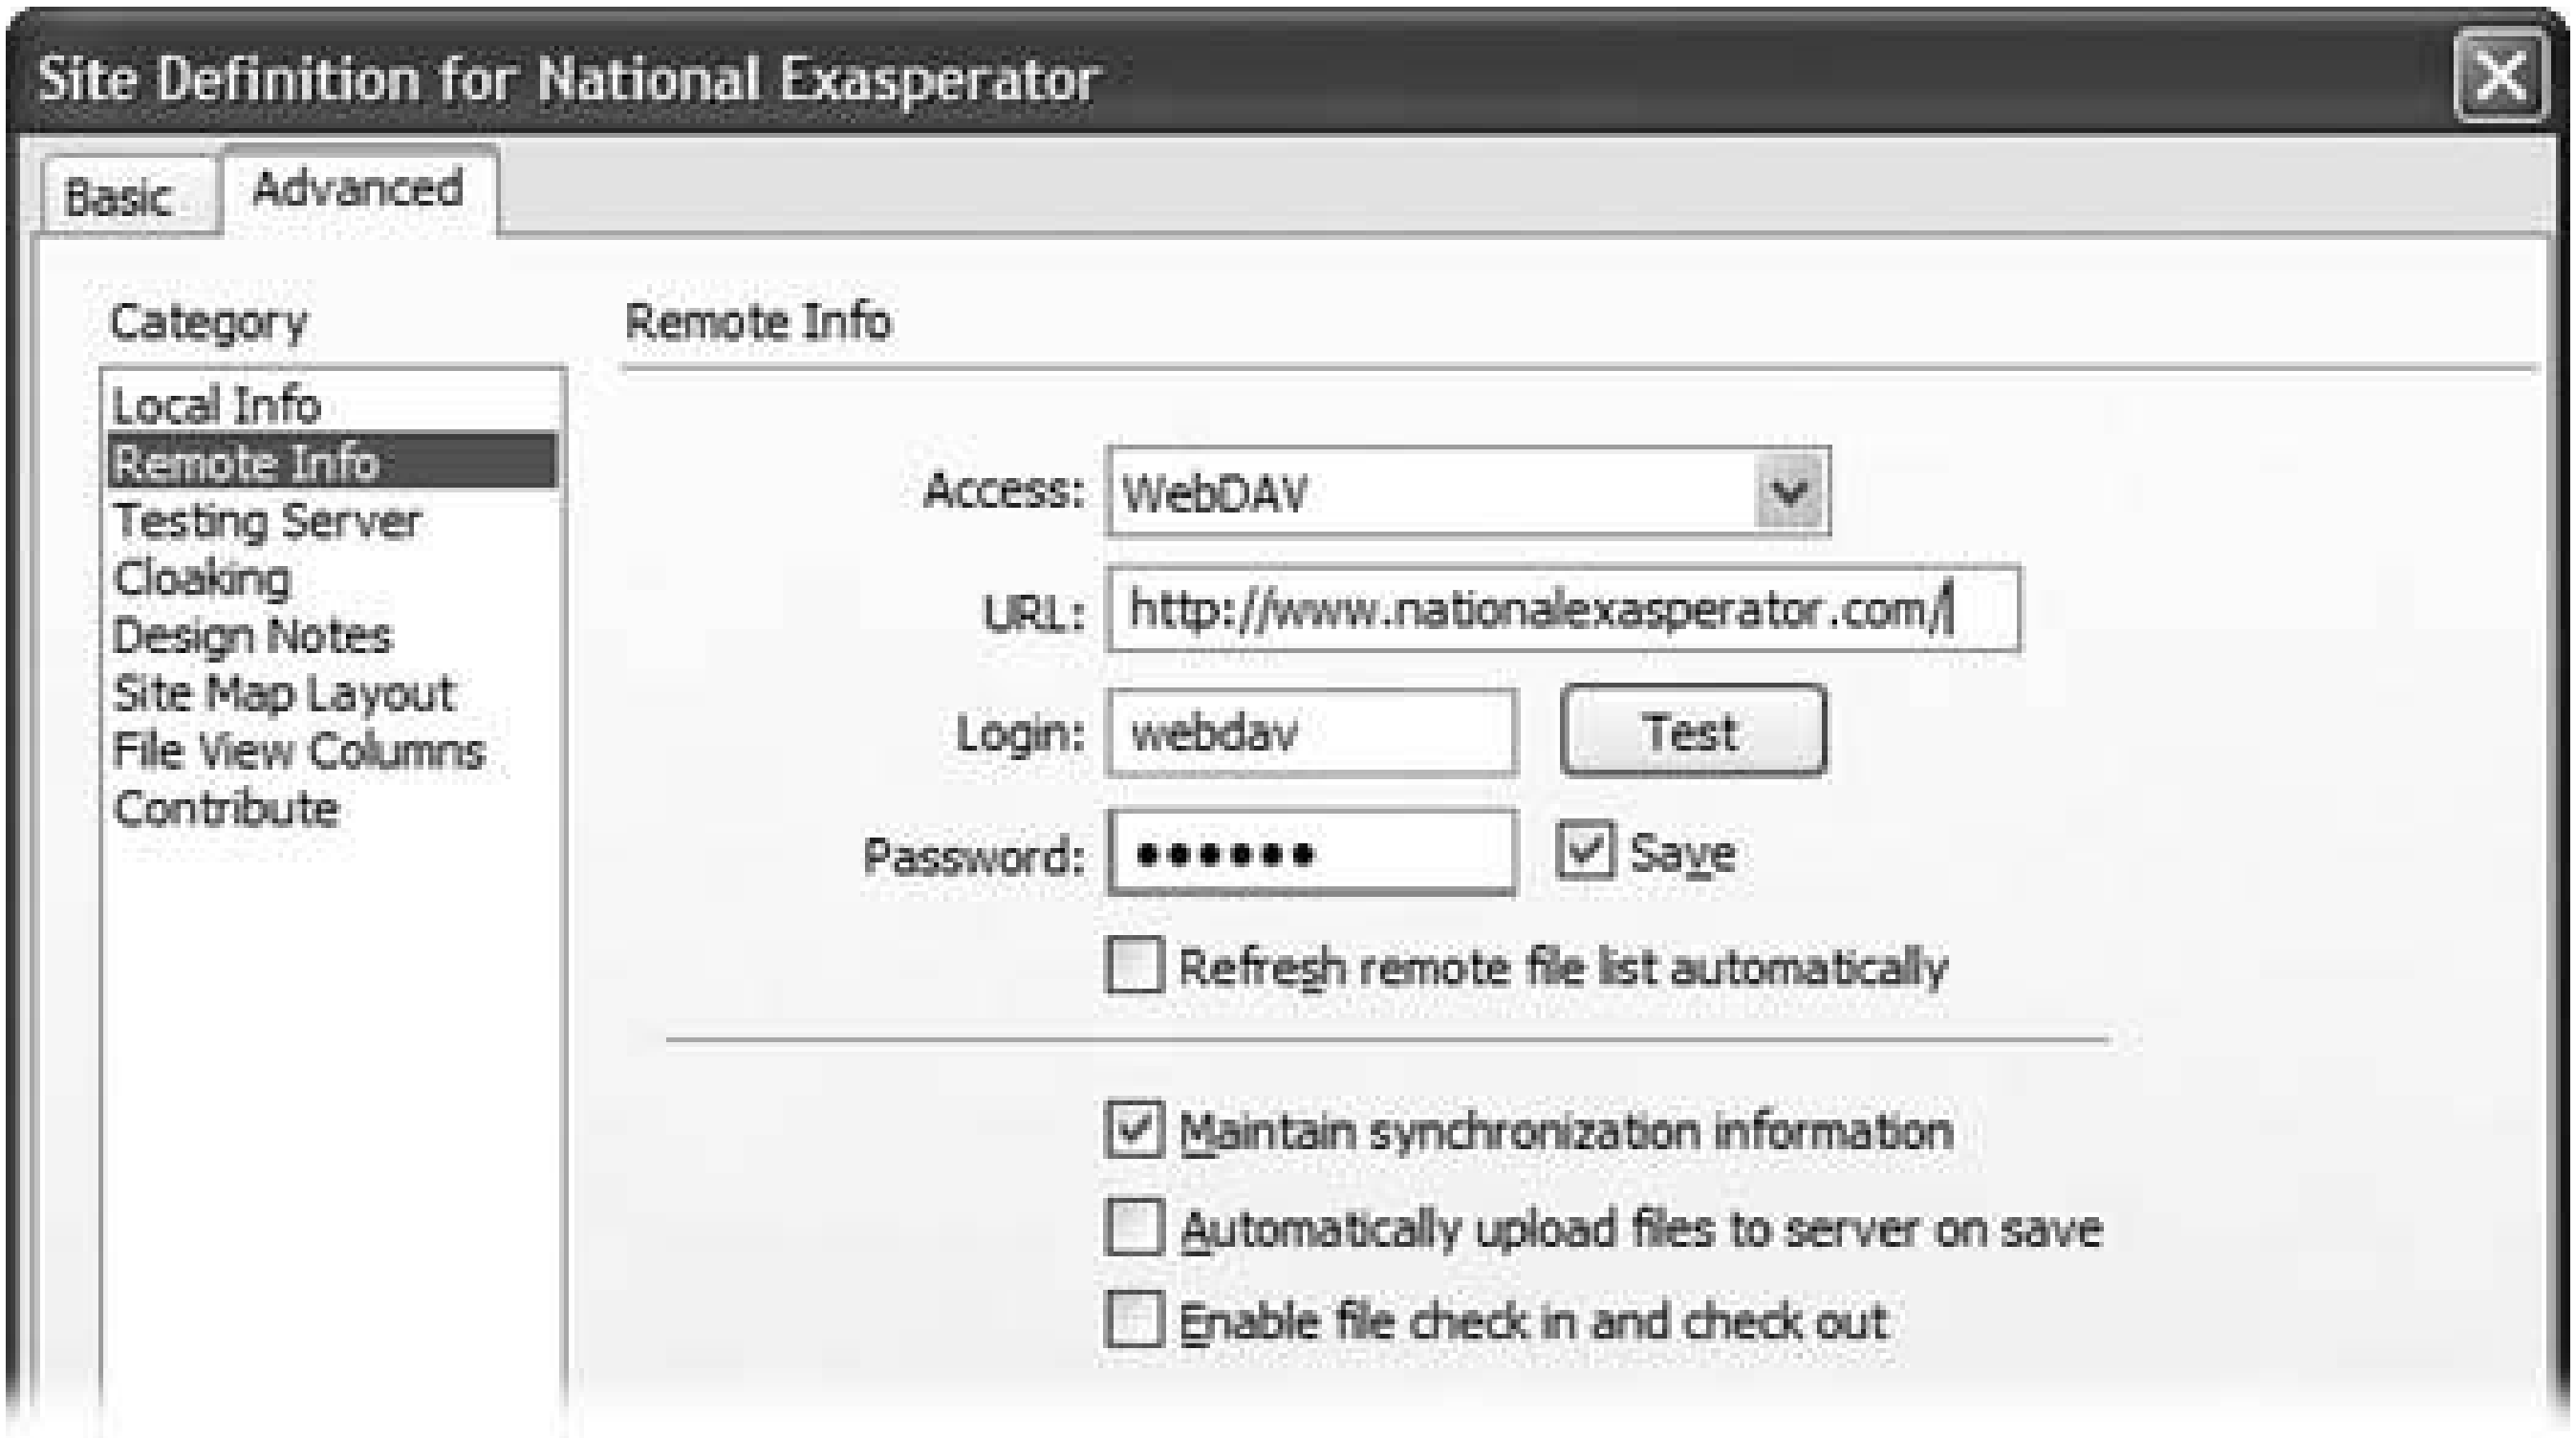 Site Definition for National Exasperator
Basic
Advanced
Category
Local Info
Remote Info
Testing Server
Cloaking
Design Notes
Site Map Layout
File View Columns
Contribute
Remote Info
Access: WebDAV
URL: http://www.nationalexasperator.com/
Login: webdav
Test
Password: ••••••
Save
Refresh remote file list automatically
Maintain synchronization information
Automatically upload files to server on save
Enable file check in and check out